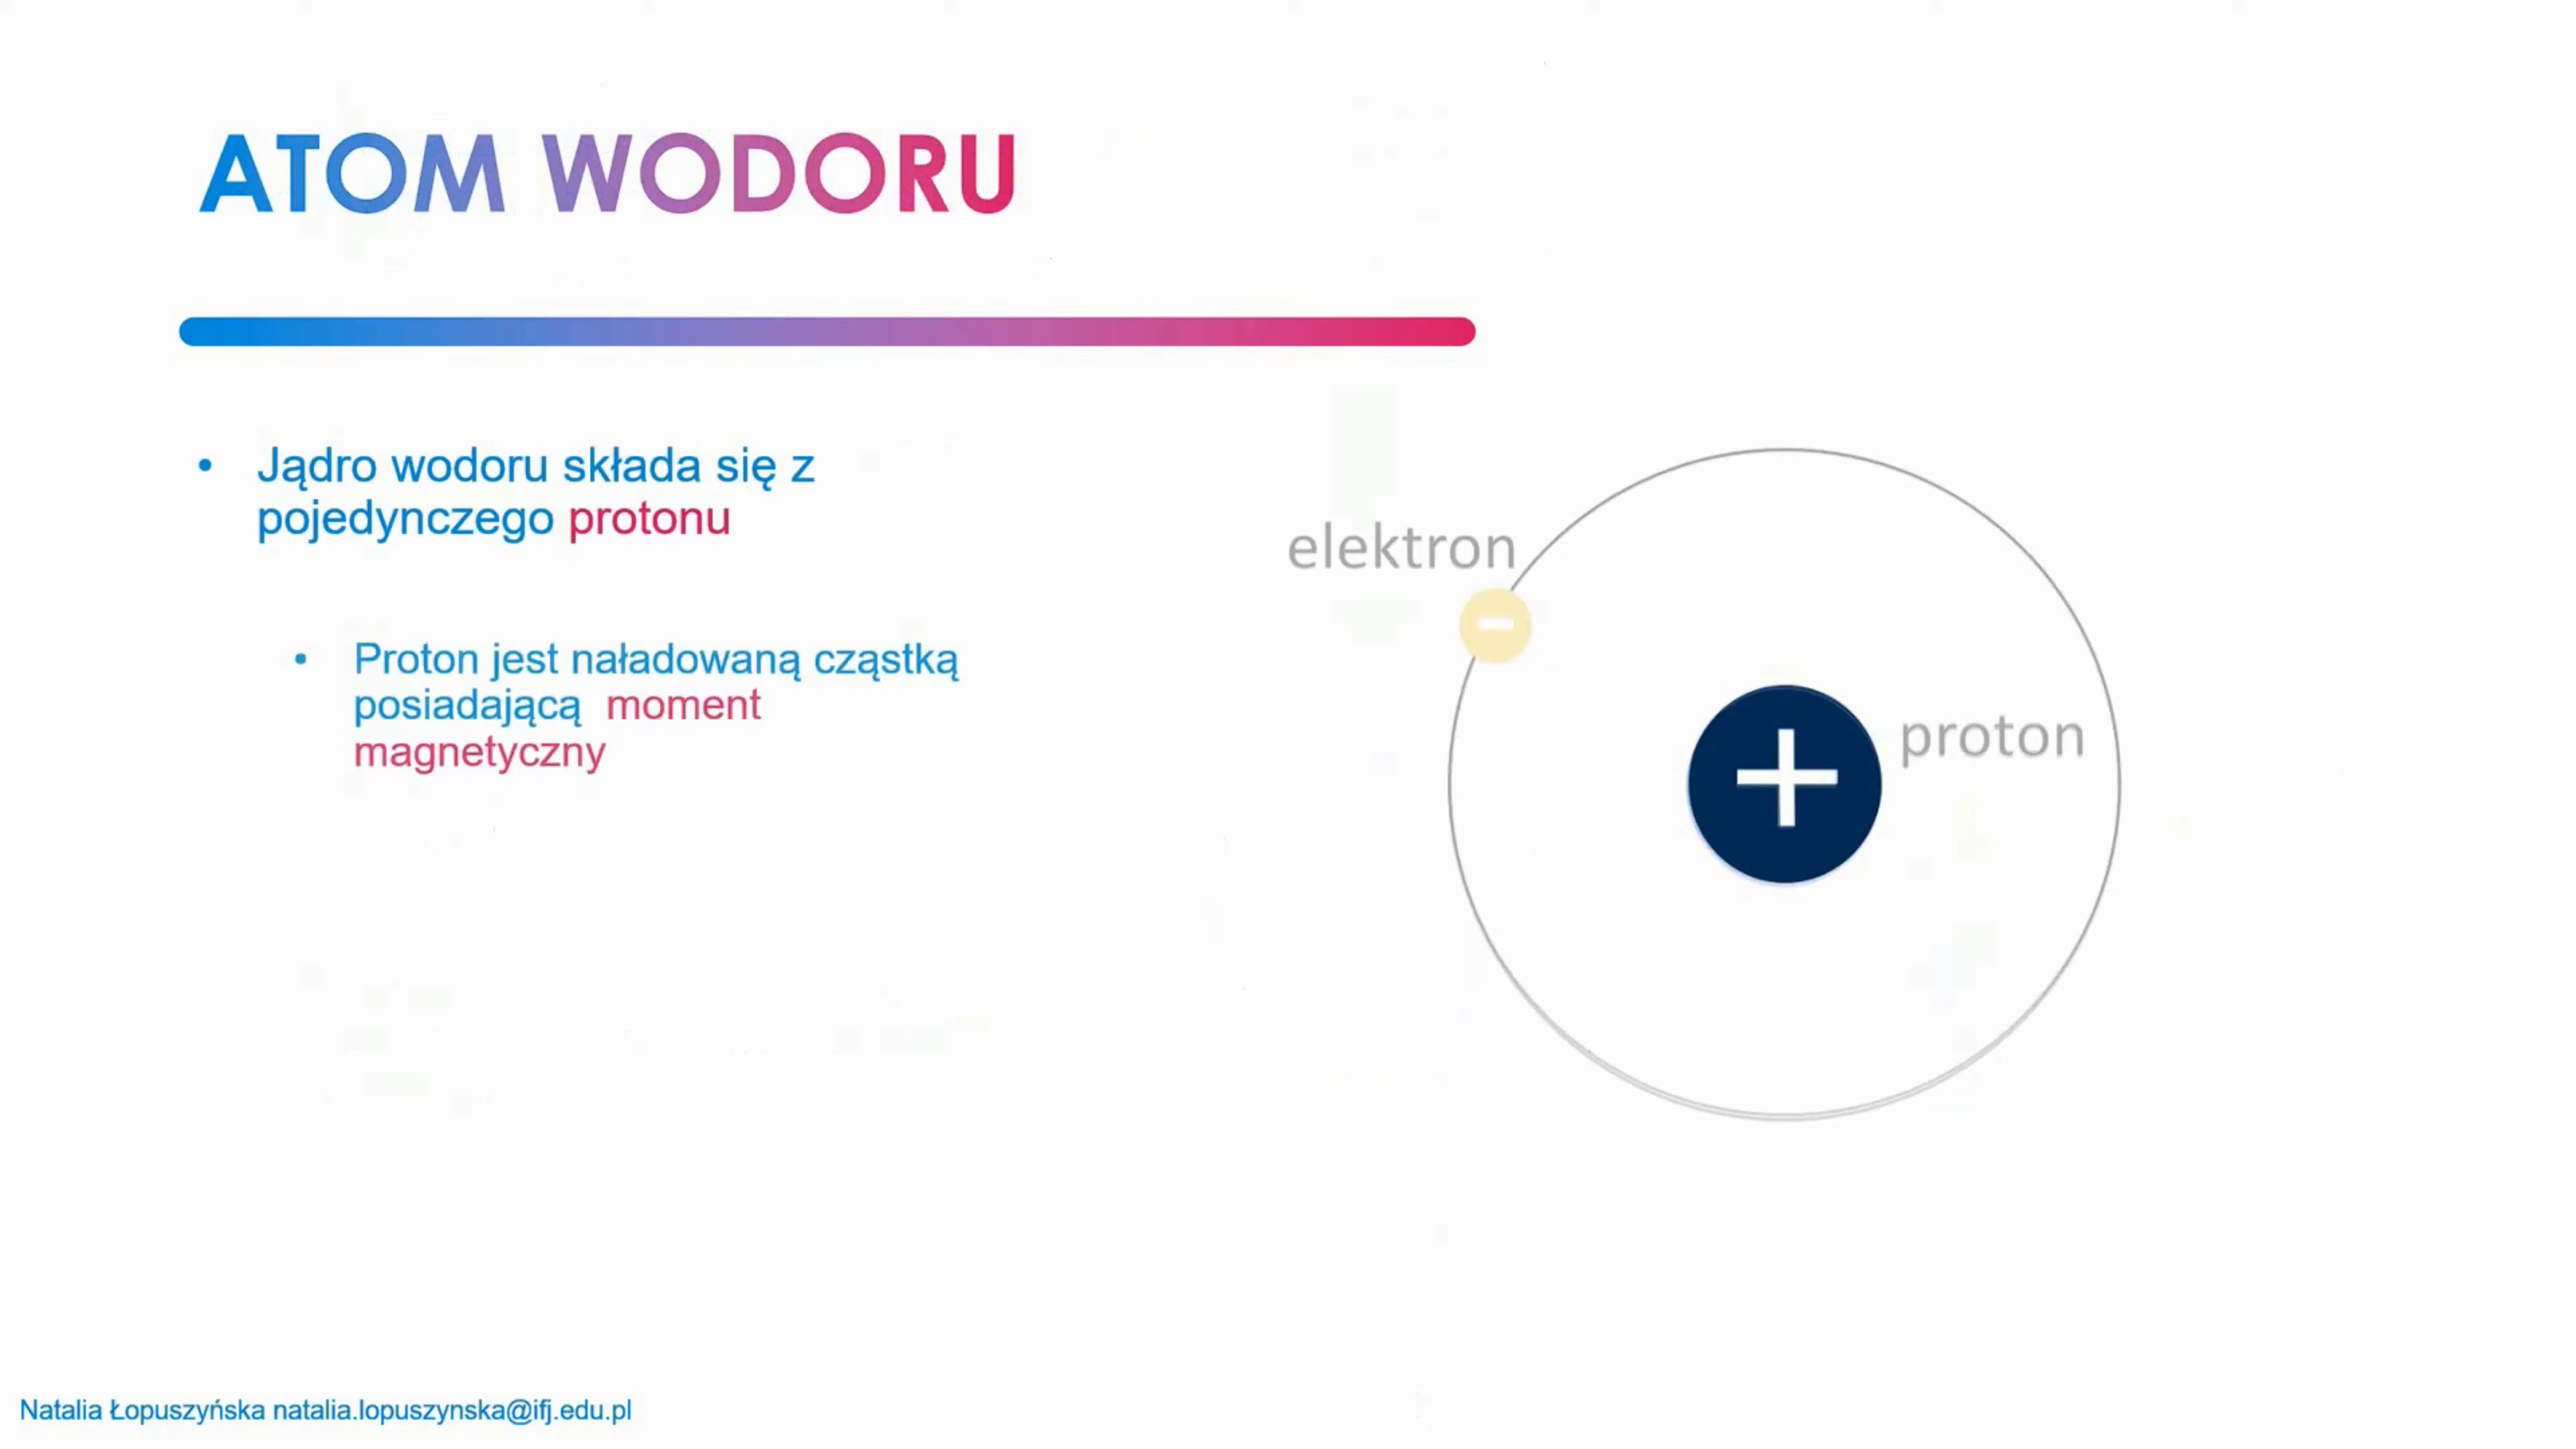 ATOM WODORU
• Jądro wodoru składa się z
pojedynczego protonu
• Proton jest naładowaną cząstką
posiadającą moment
magnetyczny
elektron
proton
Natalia Łopuszyńska natalia.lopuszynska@ifj.edu.pl